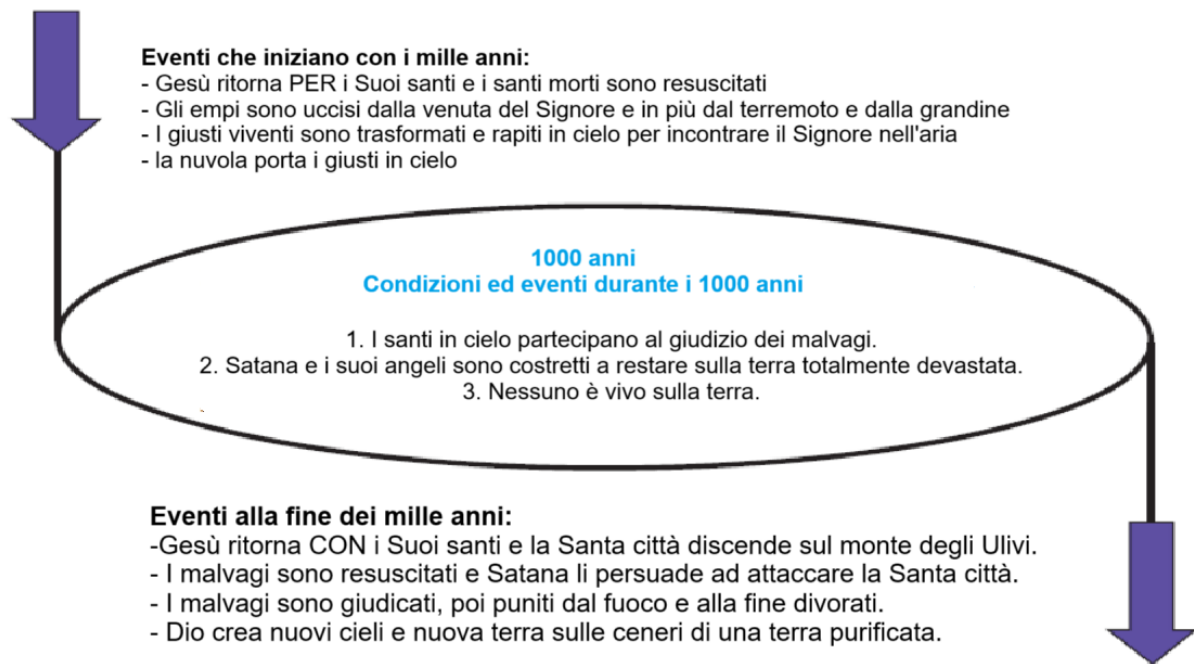 Eventi che iniziano con i mille anni:
- Gesù ritorna PER i Suoi santi e i santi morti sono resuscitati
- Gli empi sono uccisi dalla venuta del Signore e in più dal terremoto e dalla grandine
- I giusti viventi sono trasformati e rapiti in cielo per incontrare il Signore nell'aria
- la nuvola porta i giusti in cielo
1000 anni
Condizioni ed eventi durante i 1000 anni
1. I santi in cielo partecipano al giudizio dei malvagi.
2. Satana e i suoi angeli sono costretti a restare sulla terra totalmente devastata.
3. Nessuno è vivo sulla terra.
Eventi alla fine dei mille anni:
-Gesù ritorna CON i Suoi santi e la Santa città discende sul monte degli Ulivi.
- I malvagi sono resuscitati e Satana li persuade ad attaccare la Santa città.
- I malvagi sono giudicati, poi puniti dal fuoco e alla fine divorati.
- Dio crea nuovi cieli e nuova terra sulle ceneri di una terra purificata.